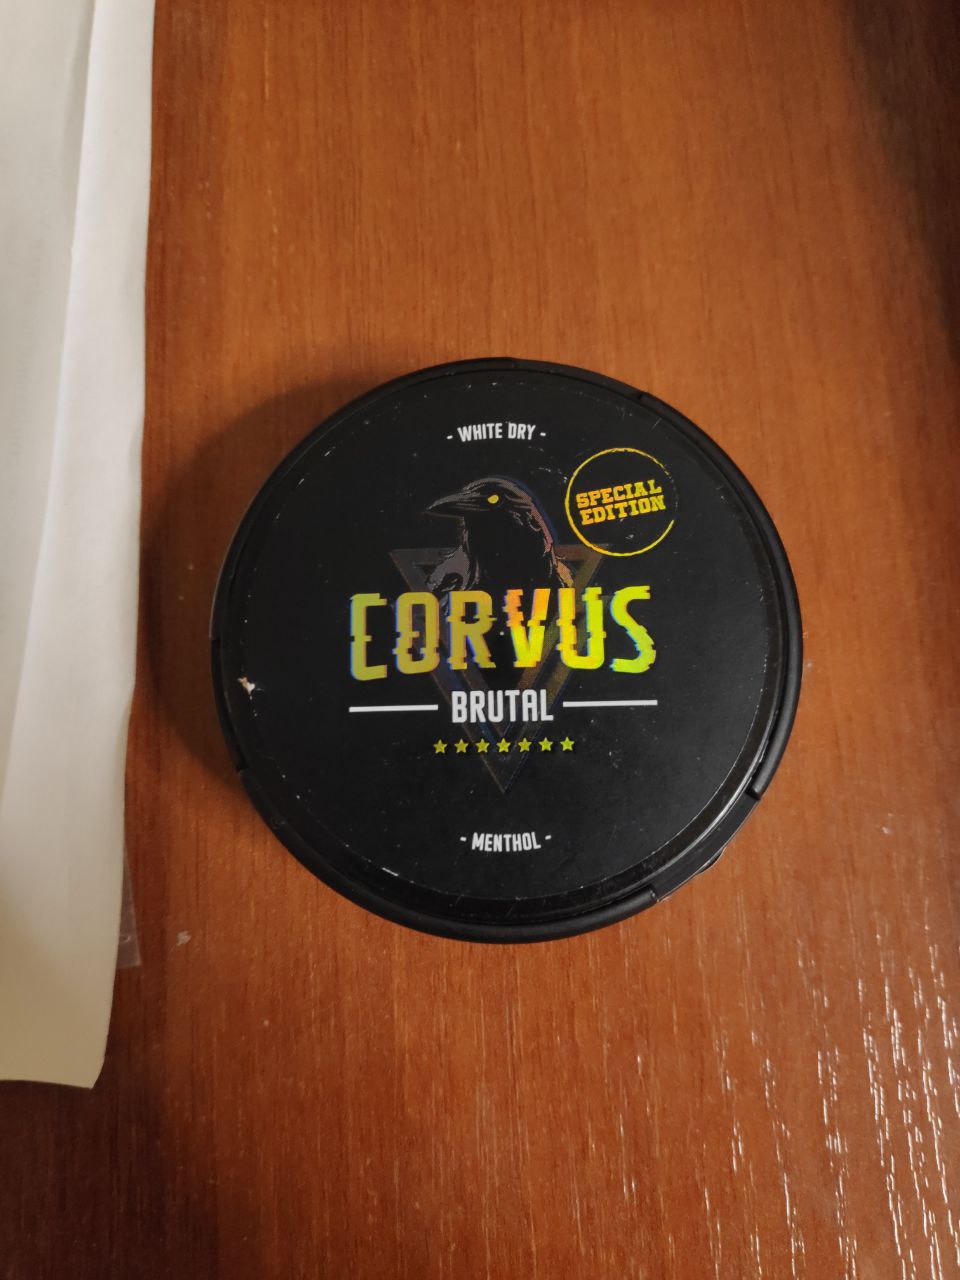 - WHITE DRY -
SPECIAL
EDITION
CORVUS
BRUTAL
- MENTHOL -